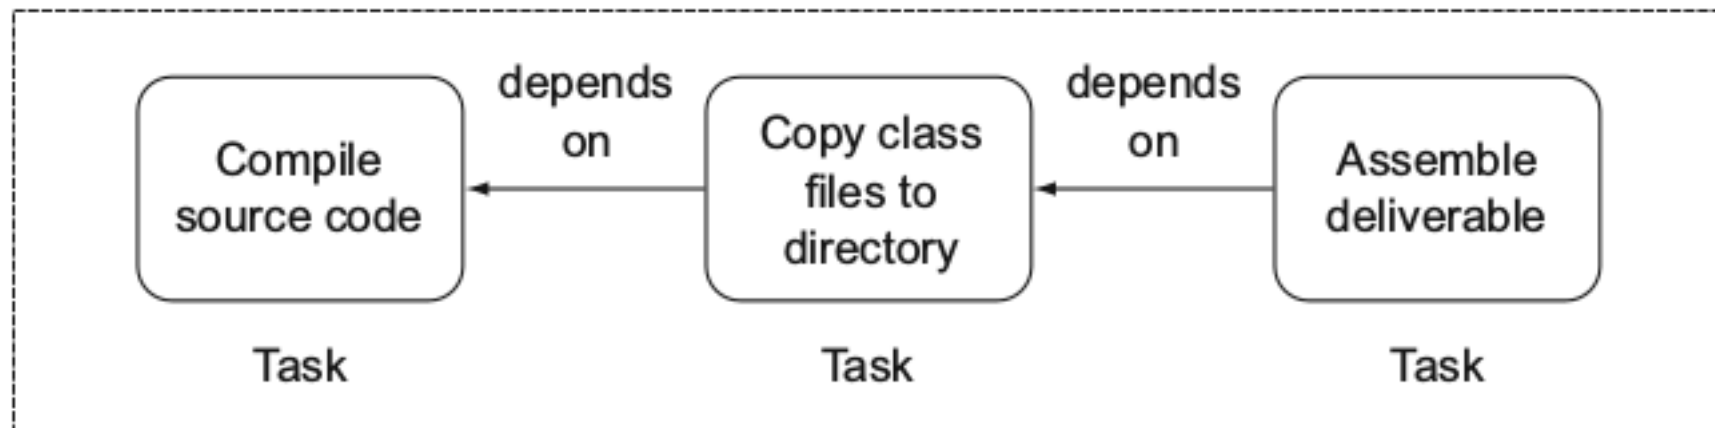 depends
on
depends
on
Compile
source code
Copy class
files to
directory
Assemble
deliverable
Task
Task
Task